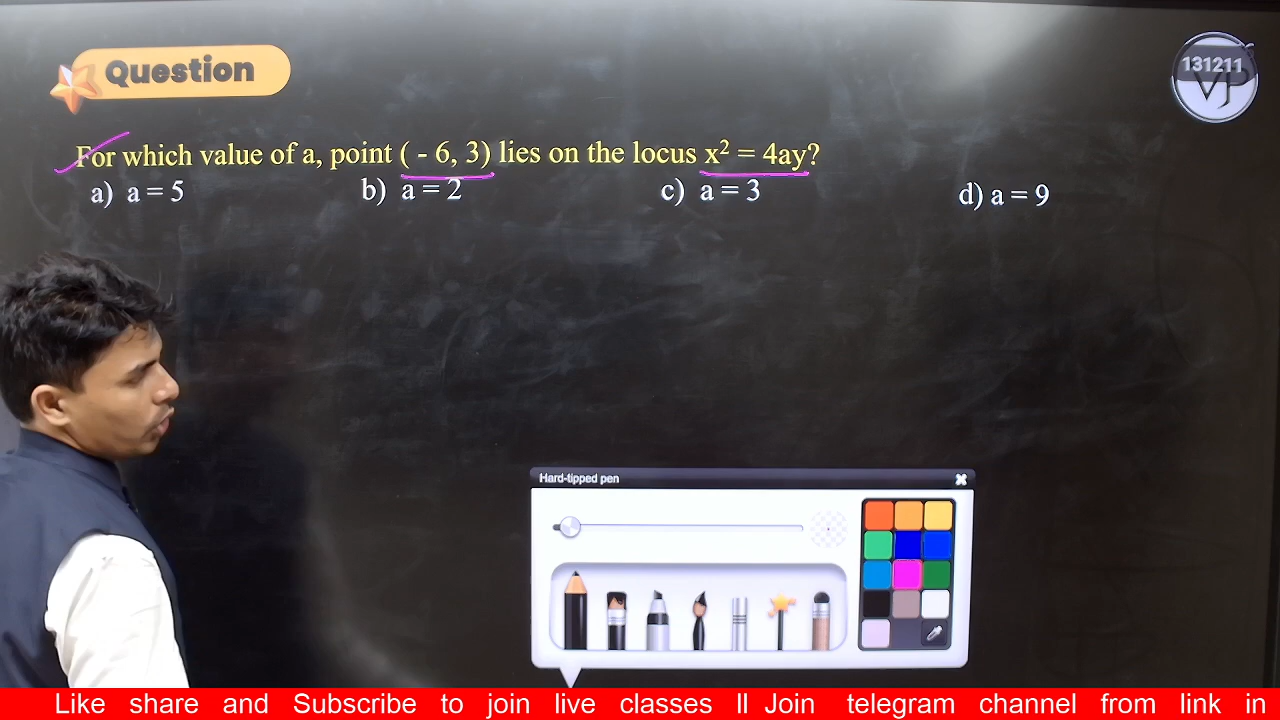 Question
131211
VP
For which value of a, point ( - 6, 3) lies on the locus x² = 4ay?
a) a = 5 b) a = 2 c) a = 3 d) a = 9
Hard-tipped pen
Like share and Subscribe to join live classes ll Join telegram channel from link in